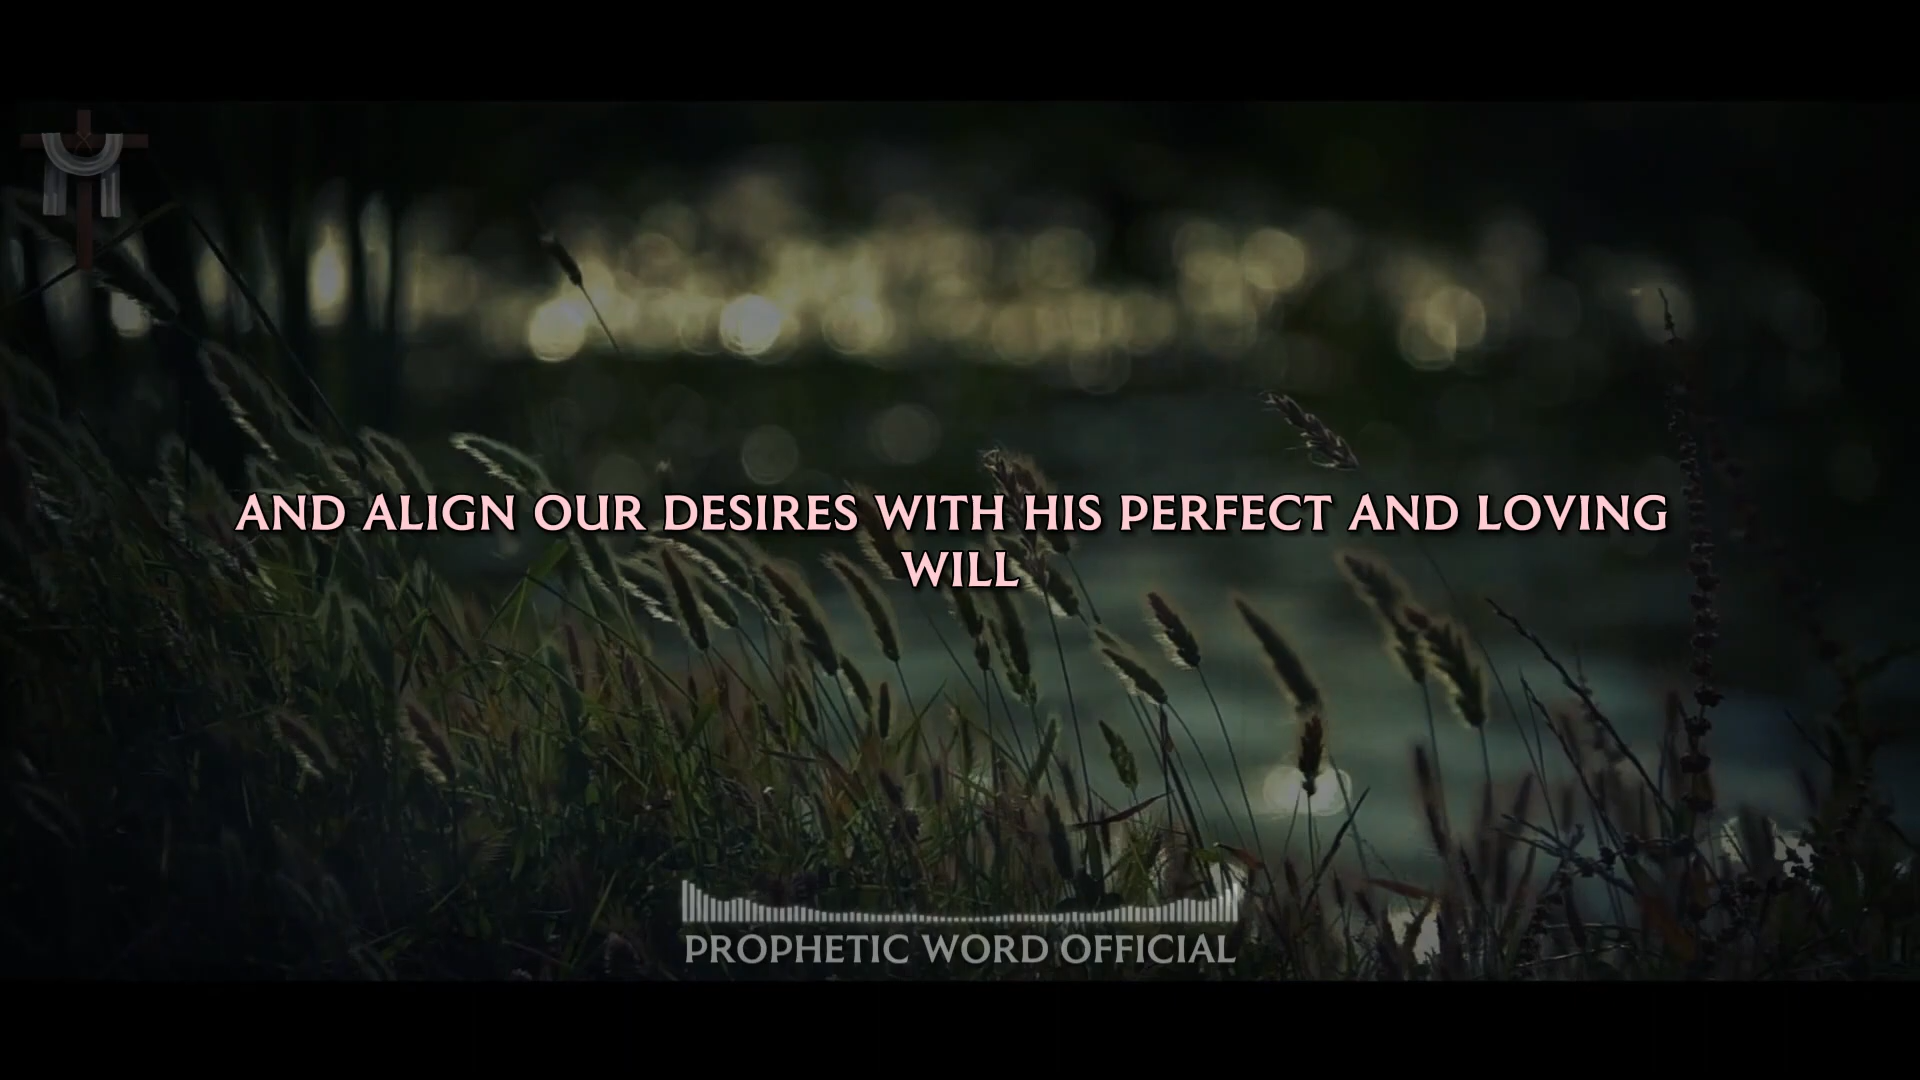 AND ALIGN OUR DESIRES WITH HIS PERFECT AND LOVING
WILL
PROPHETIC WORD OFFICIAL